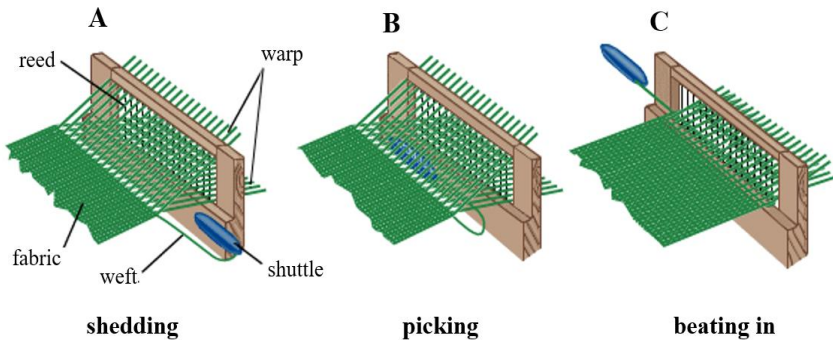 A
B
C
reed
warp
fabric
weft
shuttle
shedding
picking
beating in